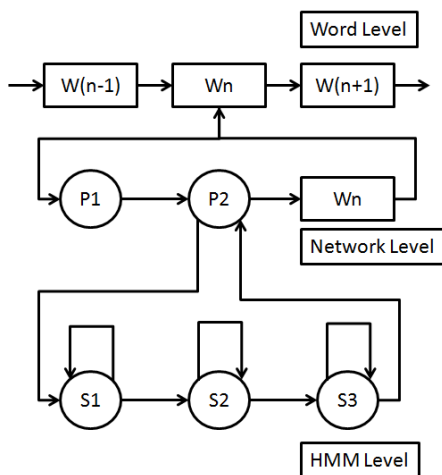 Word Level
W(n-1)
Wn
W(n+1)
P1
P2
Wn
Network Level
S1
S2
S3
HMM Level